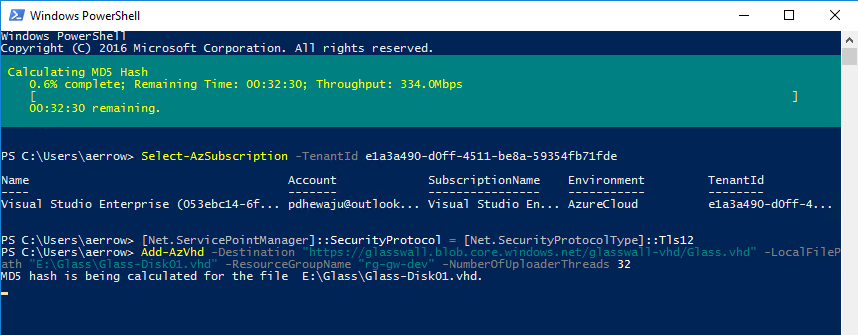 Windows PowerShell
Windows PowerShell
Copyright (C) 2016 Microsoft Corporation. All rights reserved.
Calculating MD5 Hash
0.6% complete; Remaining Time: 00:32:30; Throughput: 334.0Mbps
[ ]
00:32:30 remaining.
PS C:\Users\aerrow> Select-AzSubscription -TenantId e1a3a490-d0ff-4511-be8a-59354fb71fde
Name Account SubscriptionName Environment TenantId
---- ------- ---------------- ----------- --------
Visual Studio Enterprise (053ebc14-6f... pdhewaju@outlook... Visual Studio En... AzureCloud e1a3a490-d0ff-4...
PS C:\Users\aerrow> [Net.ServicePointManager]::SecurityProtocol = [Net.SecurityProtocolType]::Tls12
PS C:\Users\aerrow> Add-AzVhd -Destination "https://glasswall.blob.core.windows.net/glasswall-vhd/Glass.vhd" -LocalFileP
ath "E:\Glass\Glass-Disk01.vhd" -ResourceGroupName "rg-gw-dev" -NumberOfUploaderThreads 32
MD5 hash is being calculated for the file  E:\Glass\Glass-Disk01.vhd.